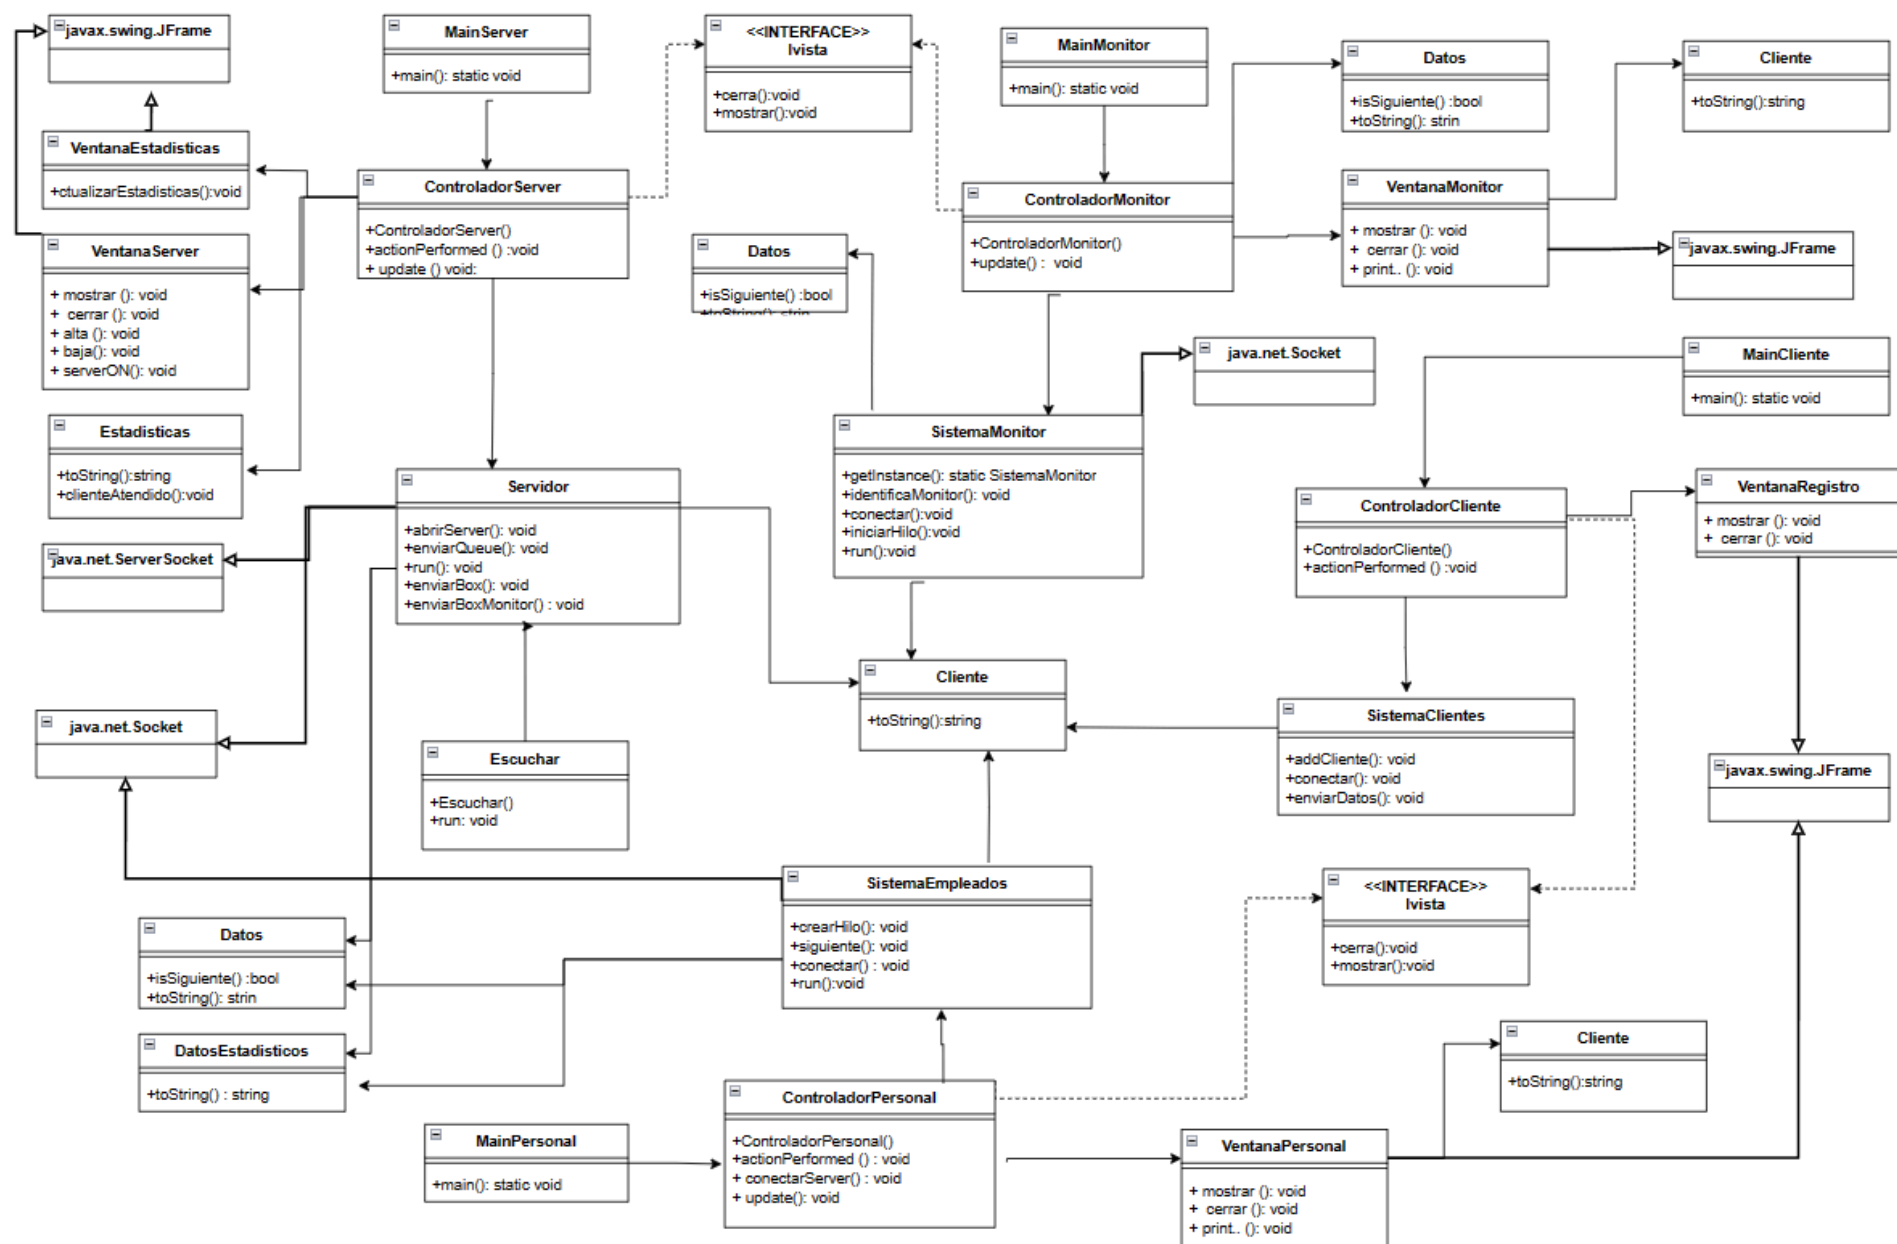 javax.swing.JFrame
MainServer
+main(): static void
<<INTERFACE>>
Ivista
+cerra():void
+mostrar():void
MainMonitor
+main(): static void
Datos
+isSiguiente() :bool
+toString(): strin
Cliente
+toString():string
VentanaEstadisticas
+ctualizarEstadisticas():void
ControladorServer
+ControladorServer()
+actionPerformed () :void
+ update () void:
ControladorMonitor
+ControladorMonitor()
+update() : void
VentanaMonitor
+ mostrar (): void
+ cerrar (): void
+ print.. (): void
javax.swing.JFrame
VentanaServer
+ mostrar (): void
+ cerrar (): void
+ alta (): void
+ baja(): void
+ serverON(): void
Datos
+isSiguiente() :bool
+toString(): strin
java.net.Socket
MainCliente
+main(): static void
Estadisticas
+toString():string
+clienteAtendido():void
SistemaMonitor
+getInstance(): static SistemaMonitor
+identificaMonitor(): void
+conectar():void
+iniciarHilo():void
+run():void
Servidor
+abrirServer(): void
+enviarQueue(): void
+run(): void
+enviarBox(): void
+enviarBoxMonitor() : void
ControladorCliente
+ControladorCliente()
+actionPerformed () :void
VentanaRegistro
+ mostrar (): void
+ cerrar (): void
java.net.ServerSocket
Cliente
+toString():string
SistemaClientes
+addCliente(): void
+conectar(): void
+enviarDatos(): void
java.net.Socket
Escuchar
+Escuchar()
+run: void
javax.swing.JFrame
SistemaEmpleados
+crearHilo(): void
+siguiente(): void
+conectar() : void
+run():void
<<INTERFACE>>
Ivista
+cerra():void
+mostrar():void
Datos
+isSiguiente() :bool
+toString(): strin
DatosEstadisticos
+toString() : string
Cliente
+toString():string
ControladorPersonal
+ControladorPersonal()
+actionPerformed () : void
+ conectarServer() : void
+ update(): void
MainPersonal
+main(): static void
VentanaPersonal
+ mostrar (): void
+ cerrar (): void
+ print.. (): void